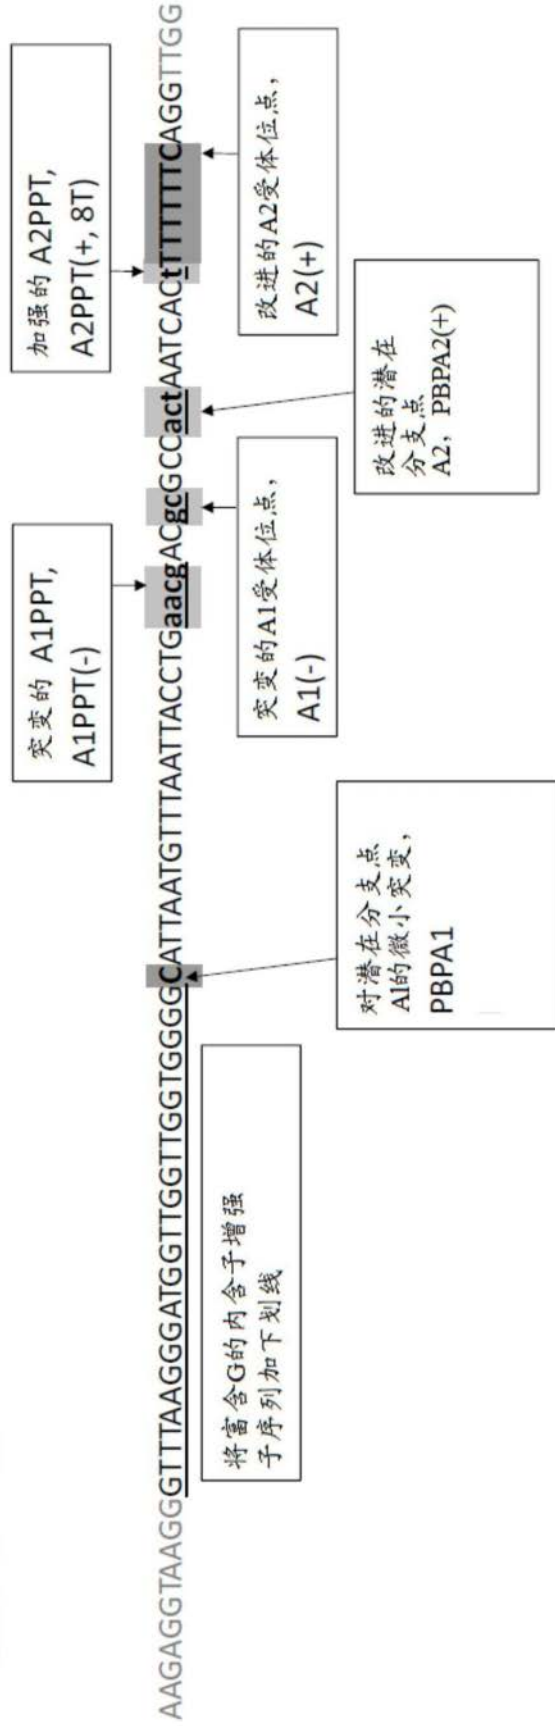 突变的 A1PPT,
A1PPT(-)
加强的 A2PPT,
A2PPT(+, 8T)
AAGAGGTAAGGGTTTAAGGGATGGTTGGTTGGTGGGGCATTAATGTTTAATTACCTGaacgACgcGCCactAATCACtTTTTTTTCAGGTTGG
将富含G的内含子增强
子序列加下划线
对潜在分支点
A1的微小突变，
PBPA1
突变的A1受体位点，
A1(-)
改进的潜在
分支点
A2，PBPA2(+)
改进的A2受体位点，
A2(+)